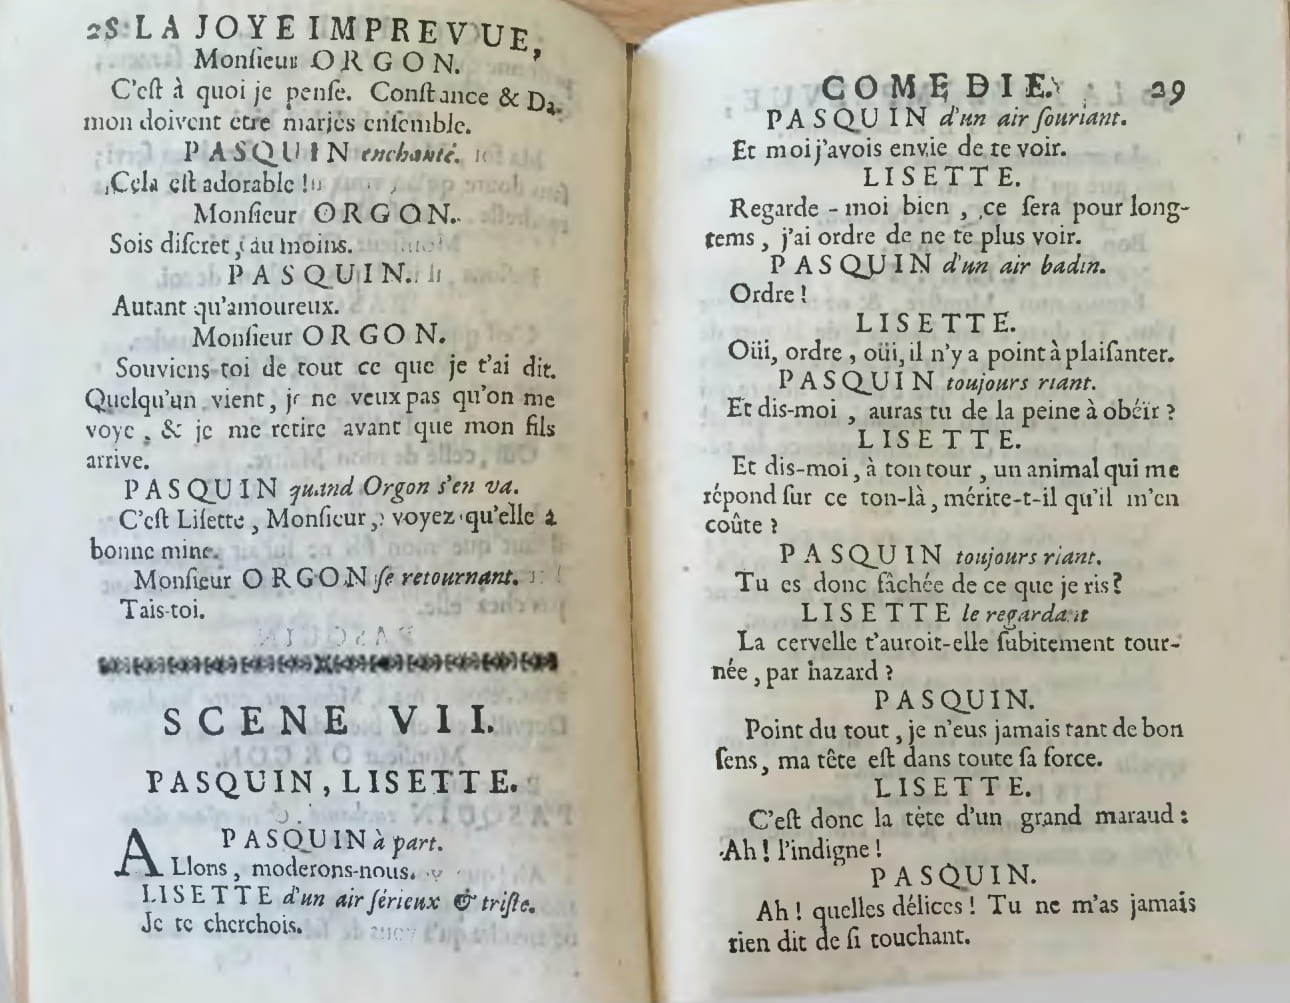 28 LA JOYE IMPREVUE,
Monſieur ORGON.
C'eſt à quoi je penſe. Conſtance & Da-
mon doivent être mariés enſemble.
PASQUIN enchanté.
Cela eſt adorable !
Monſieur ORGON.
Sois diſcret, au moins.
PASQUIN.
Autant qu'amoureux.
Monſieur ORGON.
Souviens-toi de tout ce que je t'ai dit.
Quelqu'un vient, je ne veux pas qu'on me
voye, & je me retire avant que mon fils
arrive.
PASQUIN quand Orgon s'en va.
C'eſt Liſette, Monſieur, voyez qu'elle a
bonne mine.
Monſieur ORGON ſe retournant.
Tais-toi.
SCENE VII.
PASQUIN, LISETTE.
PASQUIN à part.
ALlons, moderons-nous.
LISETTE d'un air ſérieux & triſte.
Je te cherchois.
COMEDIE. 29
PASQUIN d'un air ſouriant.
Et moi j'avois envie de te voir.
LISETTE.
Regarde-moi bien, ce ſera pour long-
tems, j'ai ordre de ne te plus voir.
PASQUIN d'un air badin.
Ordre !
LISETTE.
Oüi, ordre, oüi, il n'y a point à plaiſanter.
PASQUIN toujours riant.
Et dis-moi, auras tu de la peine à obéïr ?
LISETTE.
Et dis-moi, à ton tour, un animal qui me
répond ſur ce ton-là, mérite-t-il qu'il m'en
coûte ?
PASQUIN toujours riant.
Tu es donc fâchée de ce que je ris ?
LISETTE le regardant
La cervelle t'auroit-elle ſubitement tour-
née, par hazard ?
PASQUIN.
Point du tout, je n'eus jamais tant de bon
ſens, ma tête eſt dans toute ſa force.
LISETTE.
C'eſt donc la tête d'un grand maraud :
Ah ! l'indigne !
PASQUIN.
Ah ! quelles délices ! Tu ne m'as jamais
rien dit de ſi touchant.